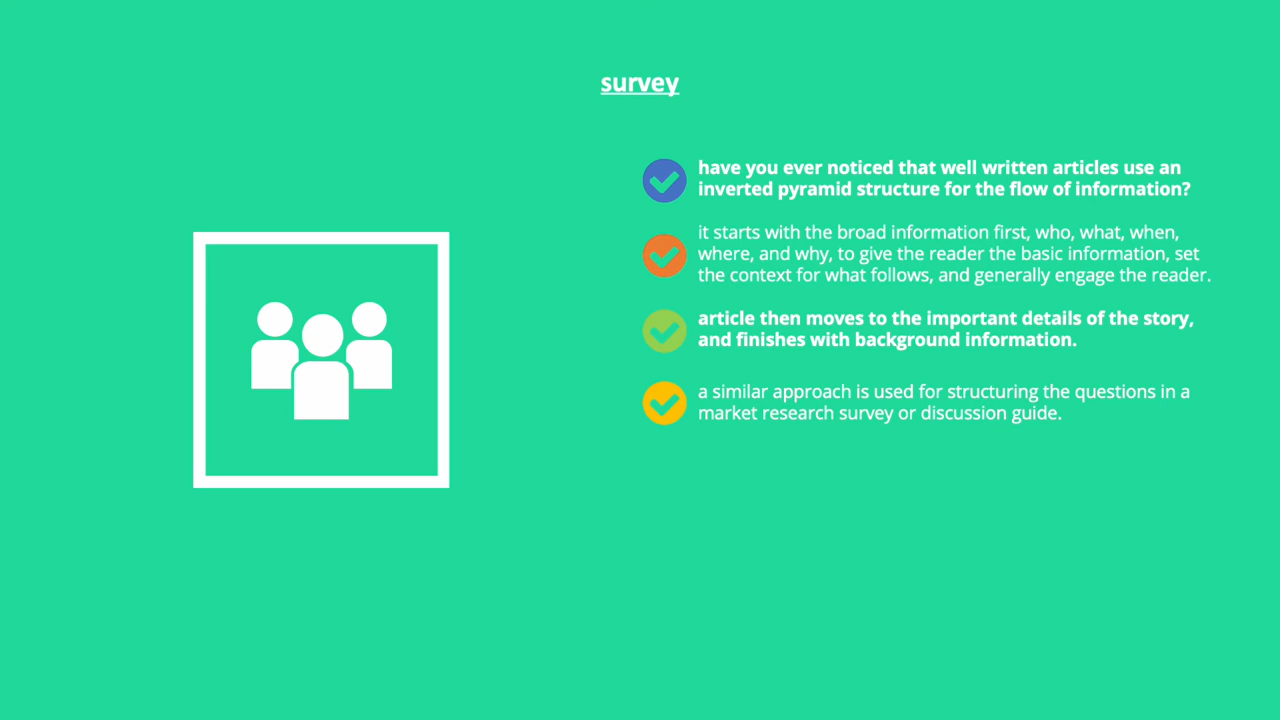 survey
have you ever noticed that well written articles use an
inverted pyramid structure for the flow of information?
it starts with the broad information first, who, what, when,
where, and why, to give the reader the basic information, set
the context for what follows, and generally engage the reader.
article then moves to the important details of the story,
and finishes with background information.
a similar approach is used for structuring the questions in a
market research survey or discussion guide.